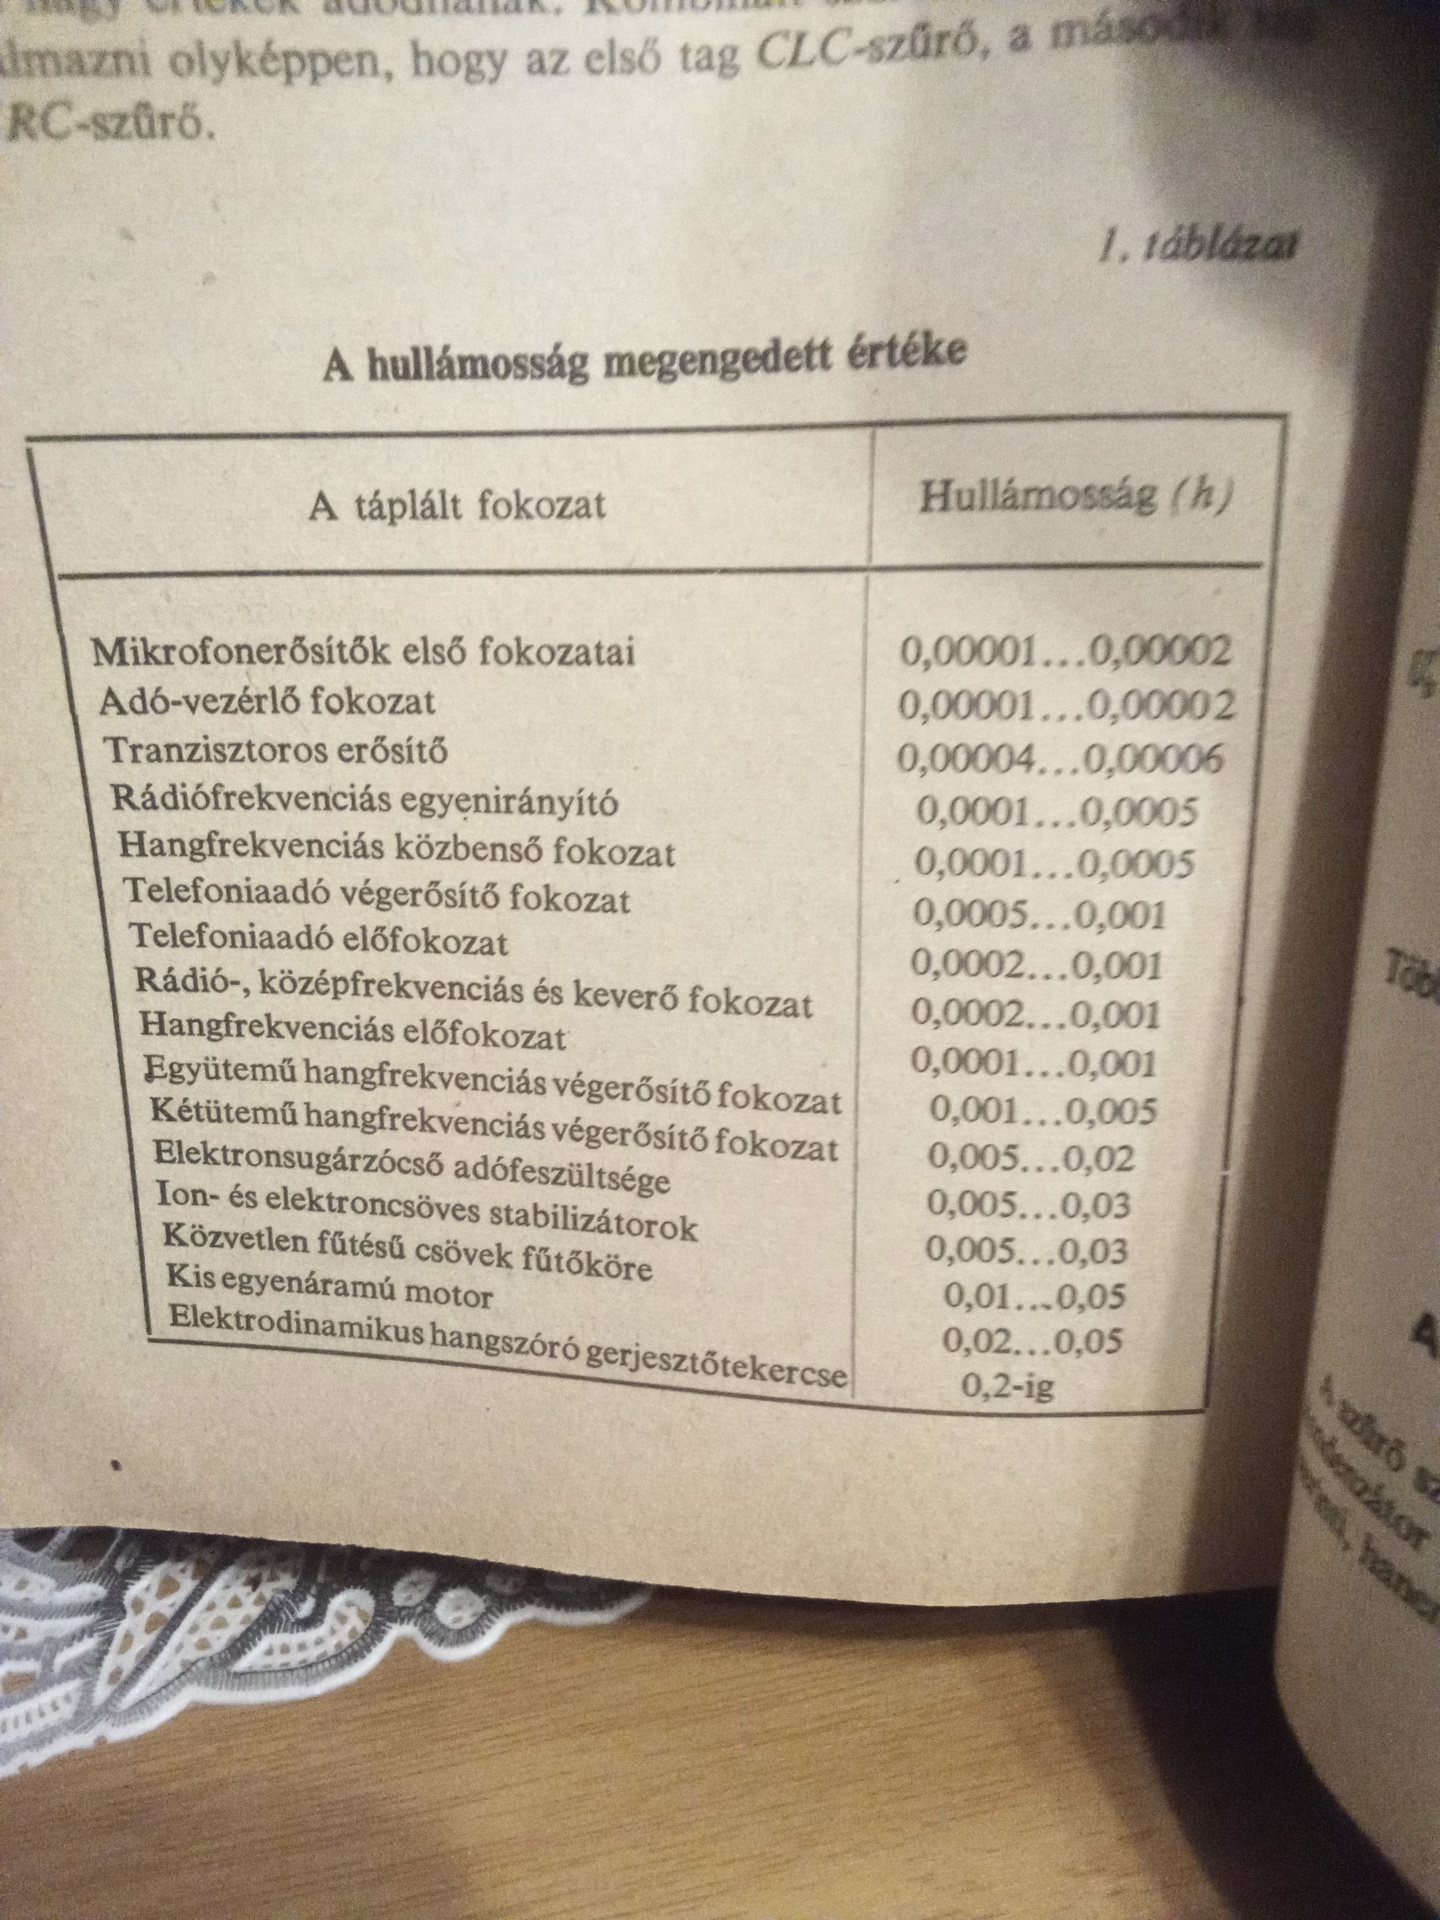 nagy értékek adódnának.
olyképpen, hogy az első tag CLC-szűrő, a
RC-szűrő.
1. táblázat
A hullámosság megengedett értéke
A táplált fokozat Hullámosság (h)
Mikrofonerősítők első fokozatai 0,00001...0,00002
Adó-vezérlő fokozat 0,00001...0,00002
Tranzisztoros erősítő 0,00004...0,00006
Rádiófrekvenciás egyenirányító 0,0001...0,0005
Hangfrekvenciás közbenső fokozat 0,0001...0,0005
Telefoniaadó végerősítő fokozat 0,0005...0,001
Telefoniaadó előfokozat 0,0002...0,001
Rádió-, középfrekvenciás és keverő fokozat 0,0002...0,001
Hangfrekvenciás előfokozat 0,0001...0,001
Együtemű hangfrekvenciás végerősítő fokozat 0,001...0,005
Kétütemű hangfrekvenciás végerősítő fokozat 0,005...0,02
Elektronsugárzócső adófeszültsége 0,005...0,03
Ion- és elektroncsöves stabilizátorok 0,005...0,03
Közvetlen fűtésű csövek fűtőköre 0,01...0,05
Kis egyenáramú motor 0,02...0,05
Elektrodinamikus hangszóró gerjesztőtekercse 0,2-ig
A
A szűrő